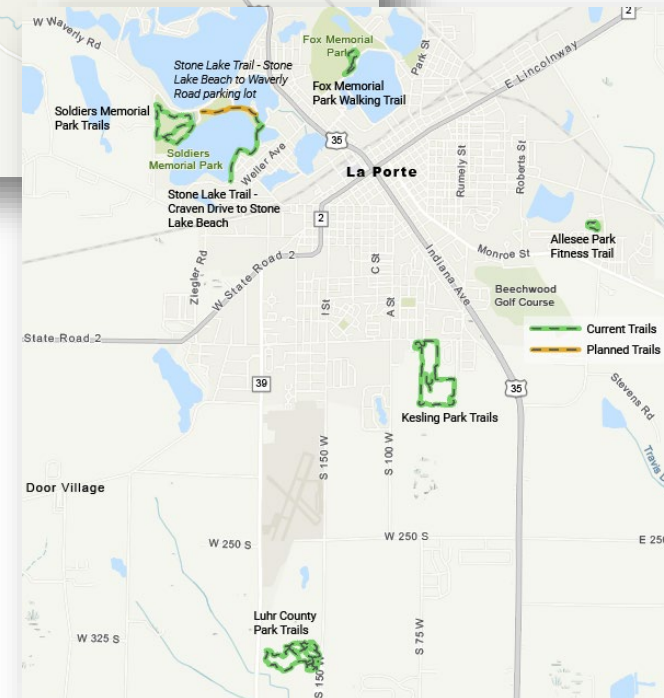 W Waverly Rd
2
Fox Memorial
Park
Park St
E Lincolnway
Stone Lake Trail - Stone
Lake Beach to Waverly
Road parking lot
Fox Memorial
Park Walking Trail
Soldiers Memorial
Park Trails
Soldiers
Memorial Park
Weller Ave
35
La Porte
Rumely St
Roberts St
Stone Lake Trail -
Craven Drive to Stone
Lake Beach
2
Allesee Park
Fitness Trail
Monroe St
Ziegler Rd
W State Road 2
C St
Indiana Ave
Beechwood
Golf Course
I St
A St
State Road 2
Current Trails
Planned Trails
39
35
Stevens Rd
Kesling Park Trails
S 150 W
S 100 W
Travis D
Door Village
W 250 S
W 250 S
E 250
Luhr County
Park Trails
W 325 S
S 75 W
S 150 W